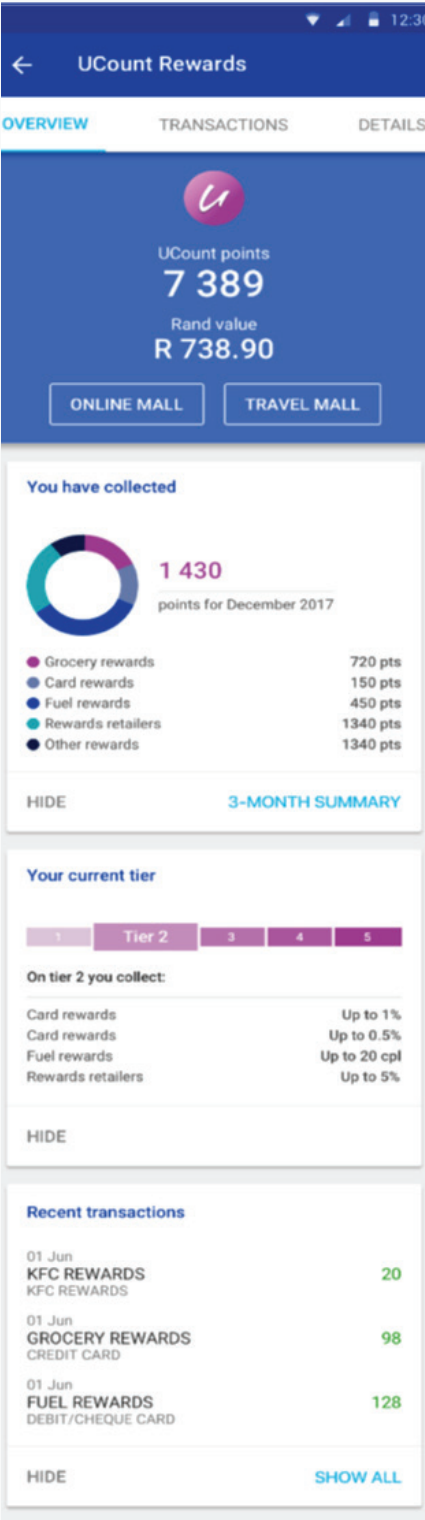 12:30
UCount Rewards
OVERVIEW TRANSACTIONS DETAILS
u
UCount points
7 389
Rand value
R 738.90
ONLINE MALL TRAVEL MALL
You have collected
1 430
points for December 2017
Grocery rewards 720 pts
Card rewards 150 pts
Fuel rewards 450 pts
Rewards retailers 1340 pts
Other rewards 1340 pts
HIDE 3-MONTH SUMMARY
Your current tier
1 Tier 2 3 4 5
On tier 2 you collect:
Card rewards Up to 1%
Card rewards Up to 0.5%
Fuel rewards Up to 20 cpl
Rewards retailers Up to 5%
HIDE
Recent transactions
01 Jun
KFC REWARDS 20
KFC REWARDS
01 Jun
GROCERY REWARDS 98
CREDIT CARD
01 Jun
FUEL REWARDS 128
DEBIT/CHEQUE CARD
HIDE SHOW ALL